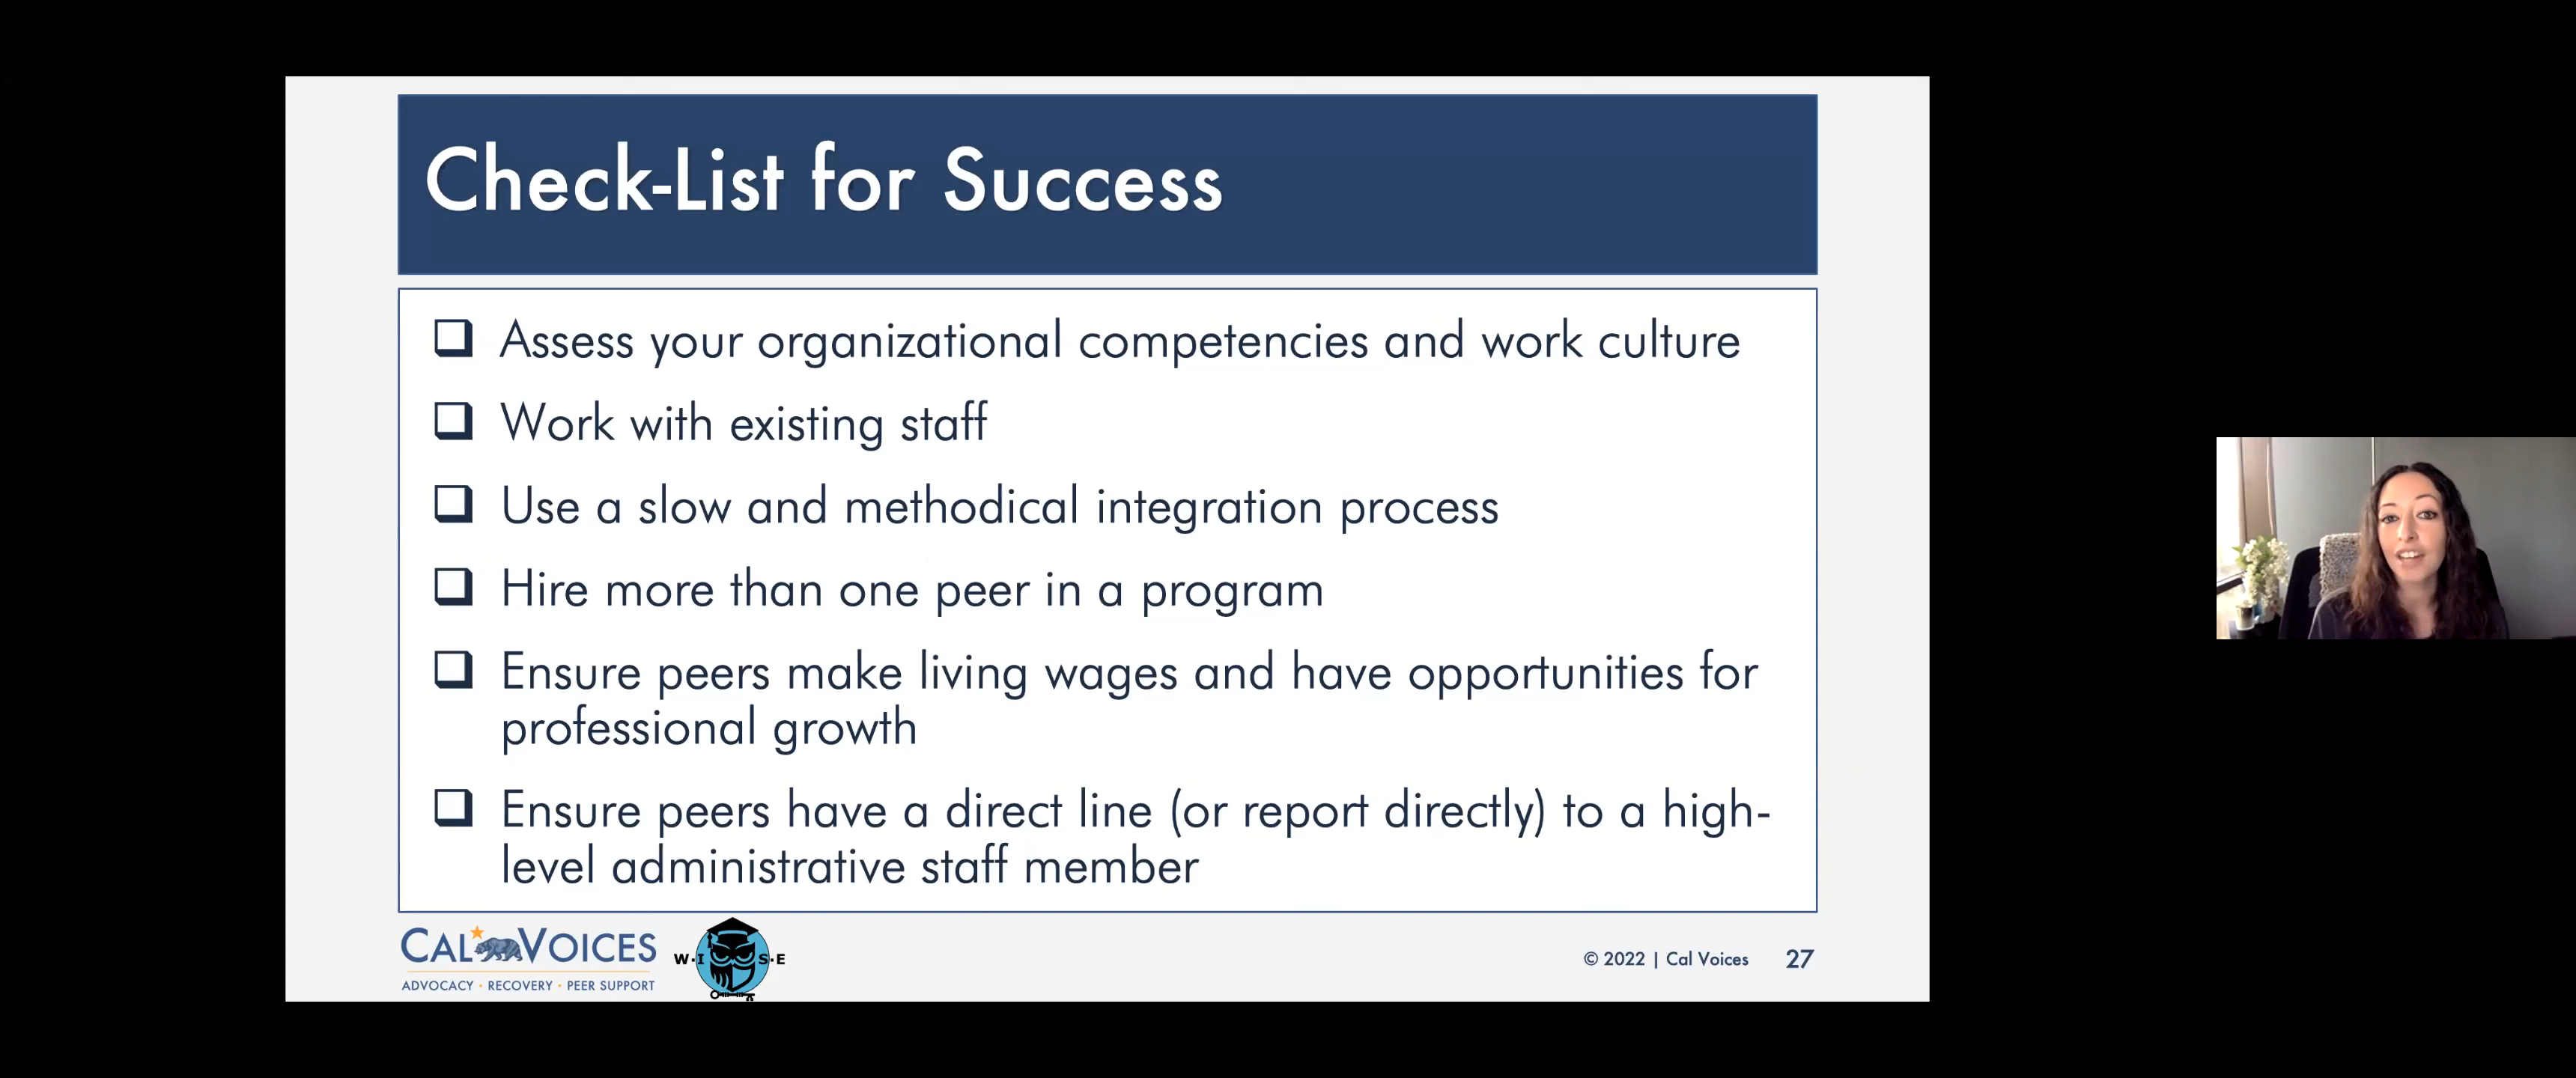 Check-List for Success
Assess your organizational competencies and work culture
Work with existing staff
Use a slow and methodical integration process
Hire more than one peer in a program
Ensure peers make living wages and have opportunities for
professional growth
Ensure peers have a direct line (or report directly) to a high-
level administrative staff member
CAL VOICES
ADVOCACY · RECOVERY · PEER SUPPORT
W·I S·E
© 2022 | Cal Voices 27